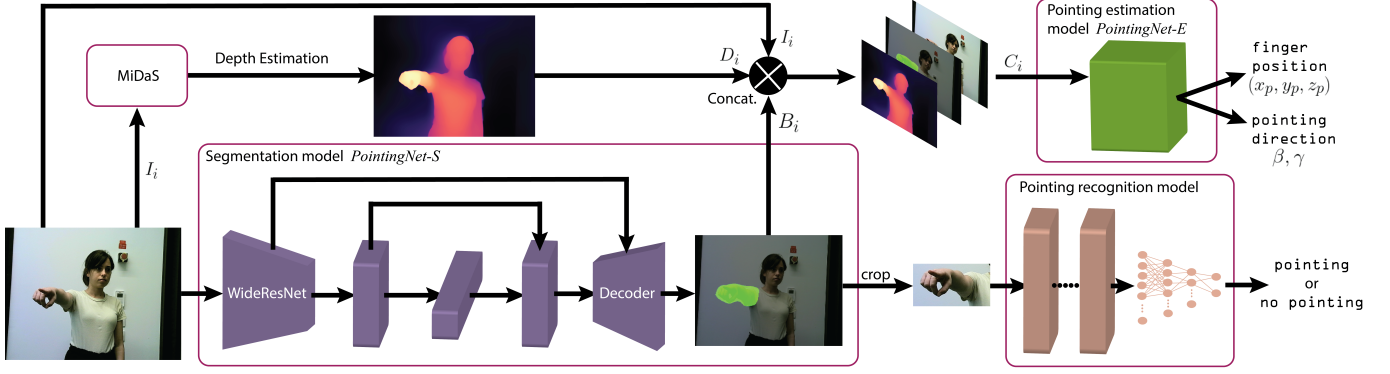 MiDaS
Depth Estimation
I_i
D_i
I_i
Concat.
B_i
C_i
Pointing estimation
model PointingNet-E
finger
position
(x_p, y_p, z_p)
pointing
direction
β, γ
Segmentation model PointingNet-S
WideResNet
Decoder
crop
Pointing recognition model
pointing
or
no pointing